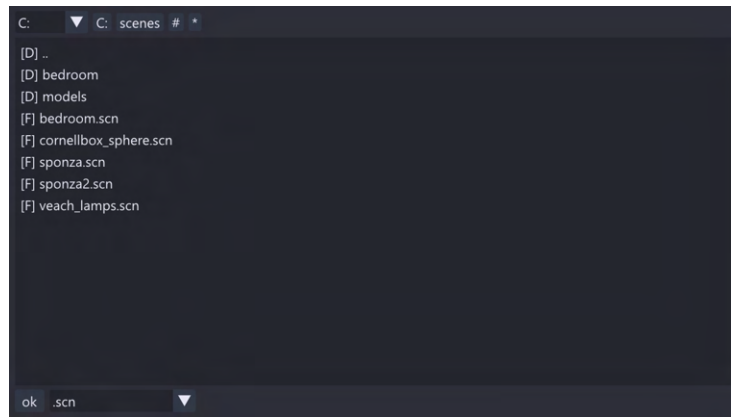 C: ▼ C: scenes # *
[D] ..
[D] bedroom
[D] models
[F] bedroom.scn
[F] cornellbox_sphere.scn
[F] sponza.scn
[F] sponza2.scn
[F] veach_lamps.scn
ok .scn ▼